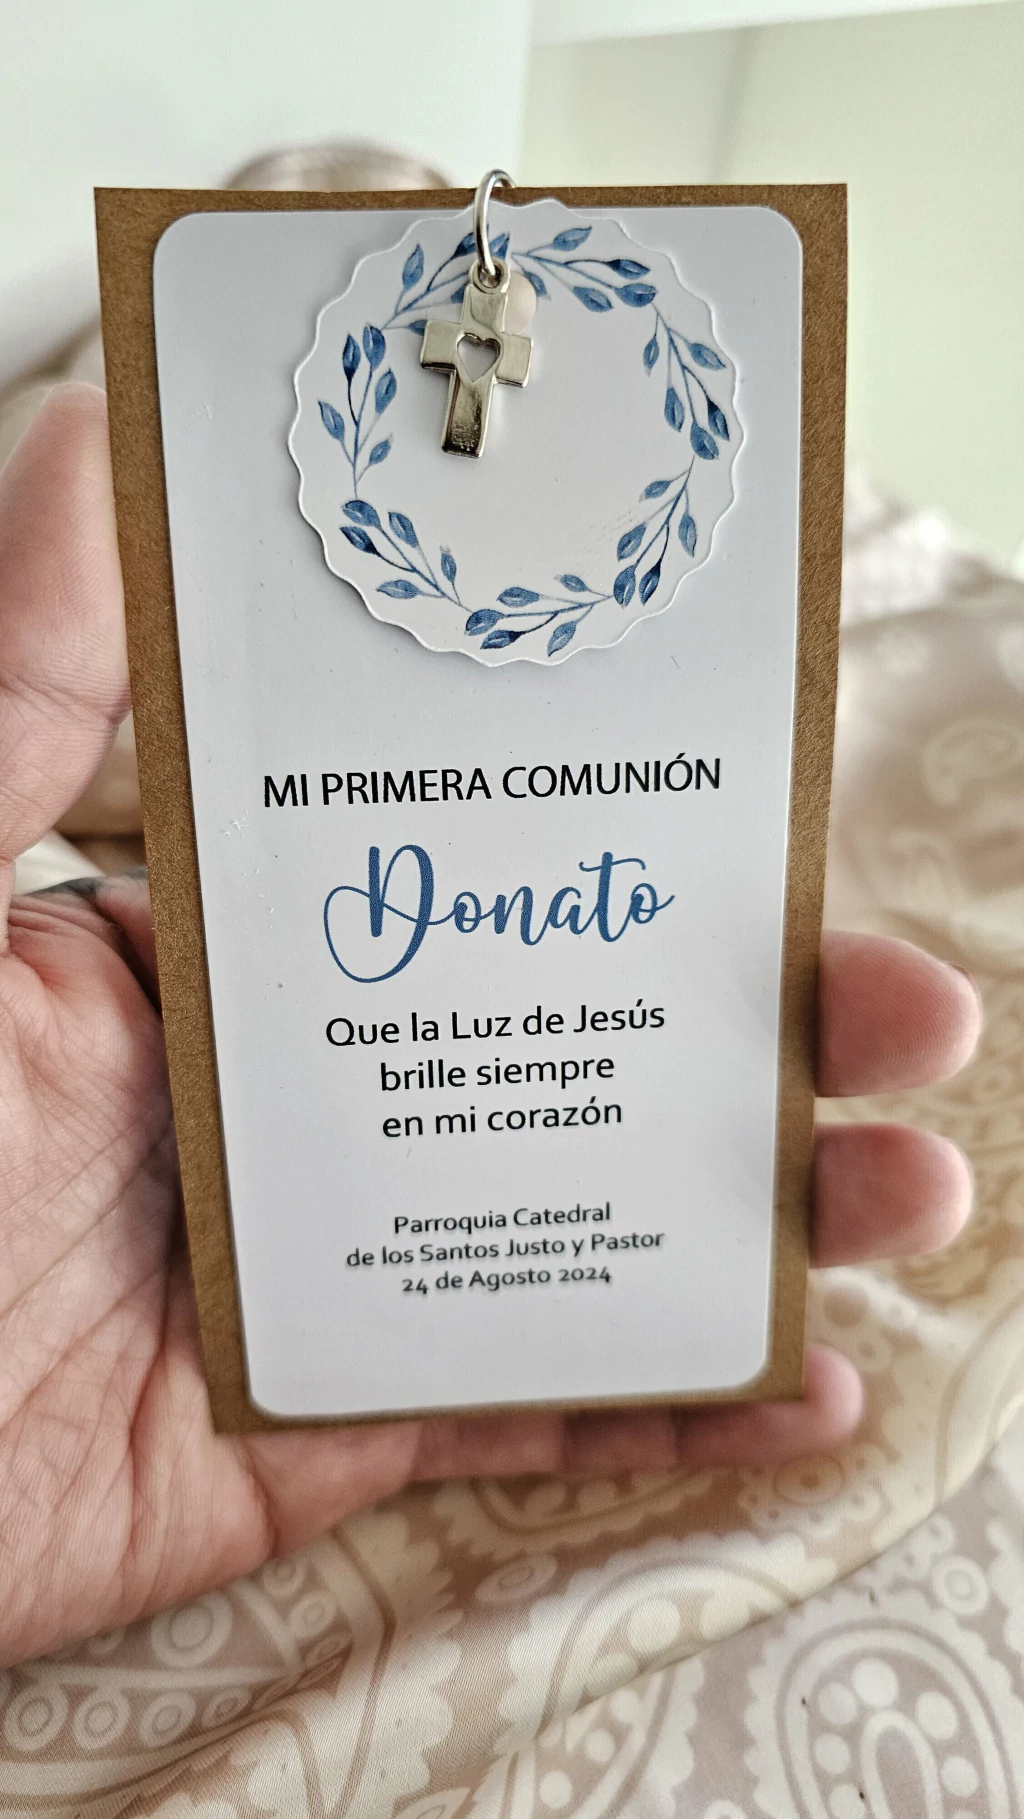 MI PRIMERA COMUNIÓN
Donato
Que la Luz de Jesús
brille siempre
en mi corazón
Parroquia Catedral
de los Santos Justo y Pastor
24 de Agosto 2024